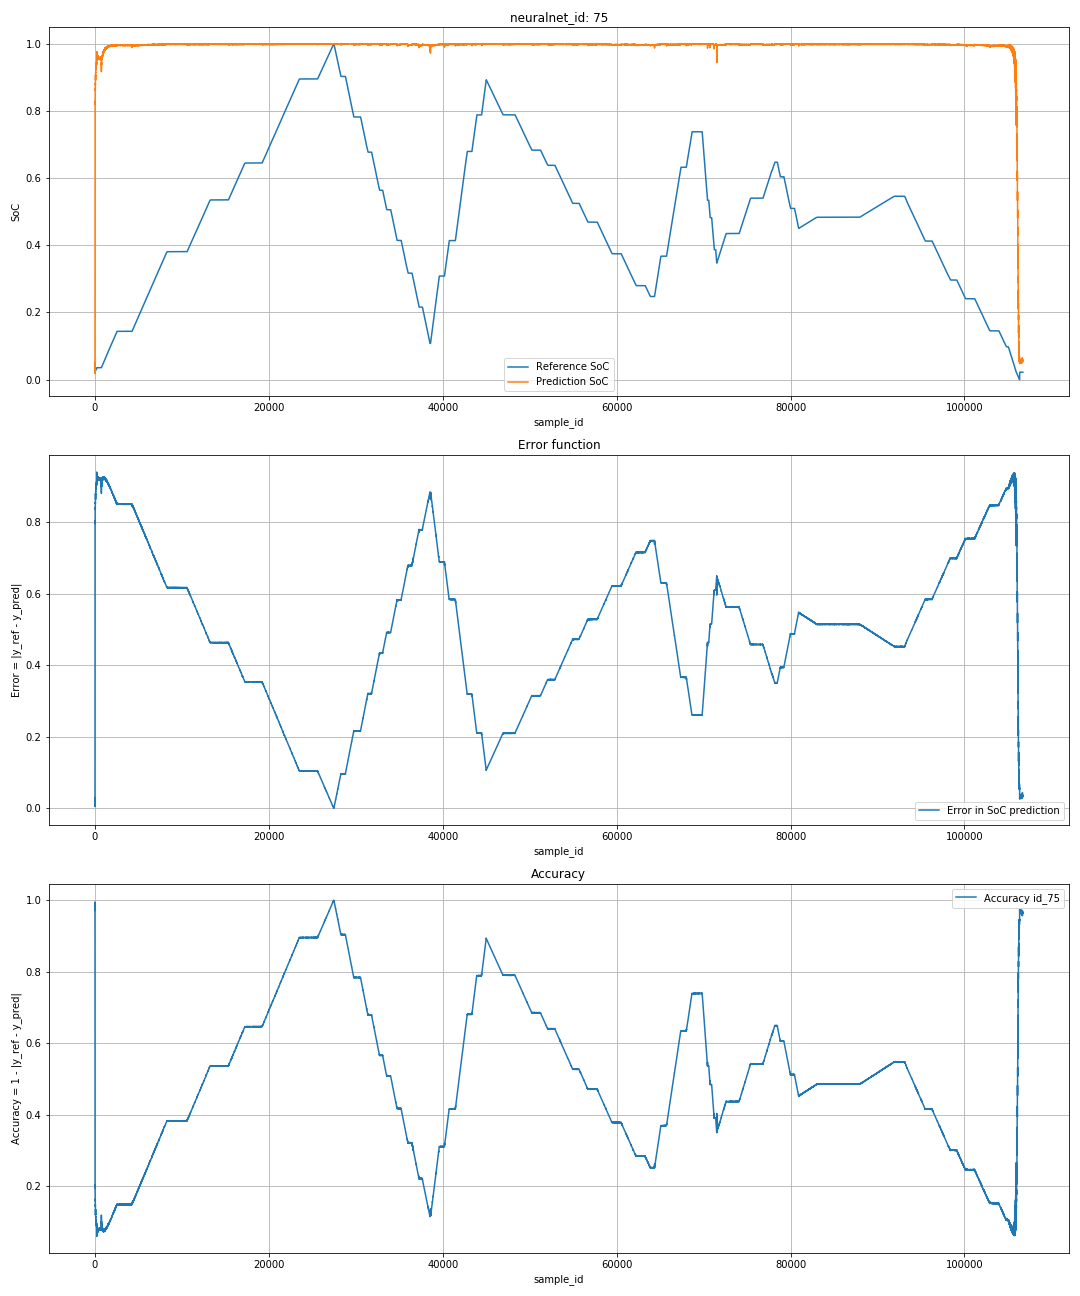 neuralnet_id: 75
1.0
0.8
0.6
0.4
0.2
0.0
SoC
Reference SoC
Prediction SoC
0 20000 40000 60000 80000 100000
sample_id
Error function
0.8
0.6
0.4
0.2
0.0
Error = |y_ref - y_pred|
Error in SoC prediction
0 20000 40000 60000 80000 100000
sample_id
Accuracy
1.0
0.8
0.6
0.4
0.2
Accuracy = 1 - |y_ref - y_pred|
Accuracy id_75
0 20000 40000 60000 80000 100000
sample_id